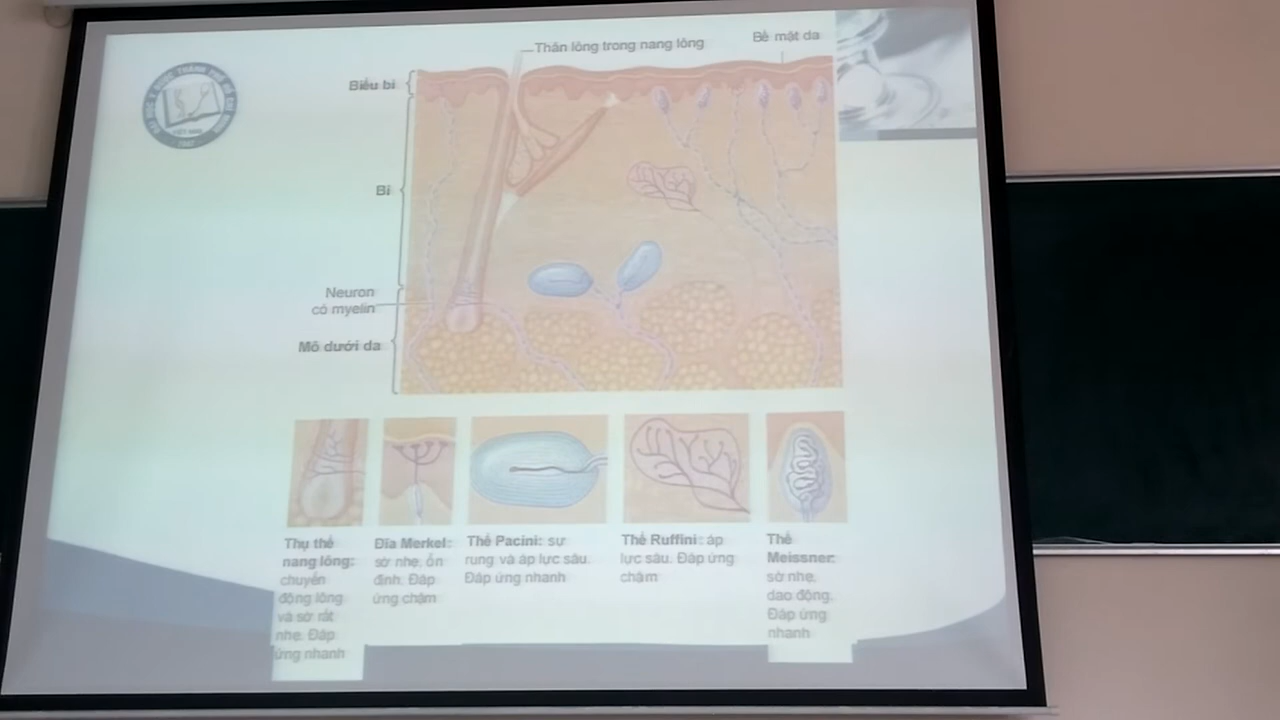 Thân lông trong nang lông
Bề mặt da
Biểu bì
Bì
Neuron
có myelin
Mô dưới da
Thụ thể
nang lông:
chuyển
động lông
và sờ rất
nhẹ. Đáp
ứng nhanh
Đĩa Merkel:
sờ nhẹ, ổn
định. Đáp
ứng chậm
Thể Pacini: sự
rung và áp lực sâu.
Đáp ứng nhanh
Thể Ruffini: áp
lực sâu. Đáp ứng
chậm
Thể
Meissner:
sờ nhẹ,
dao động.
Đáp ứng
nhanh